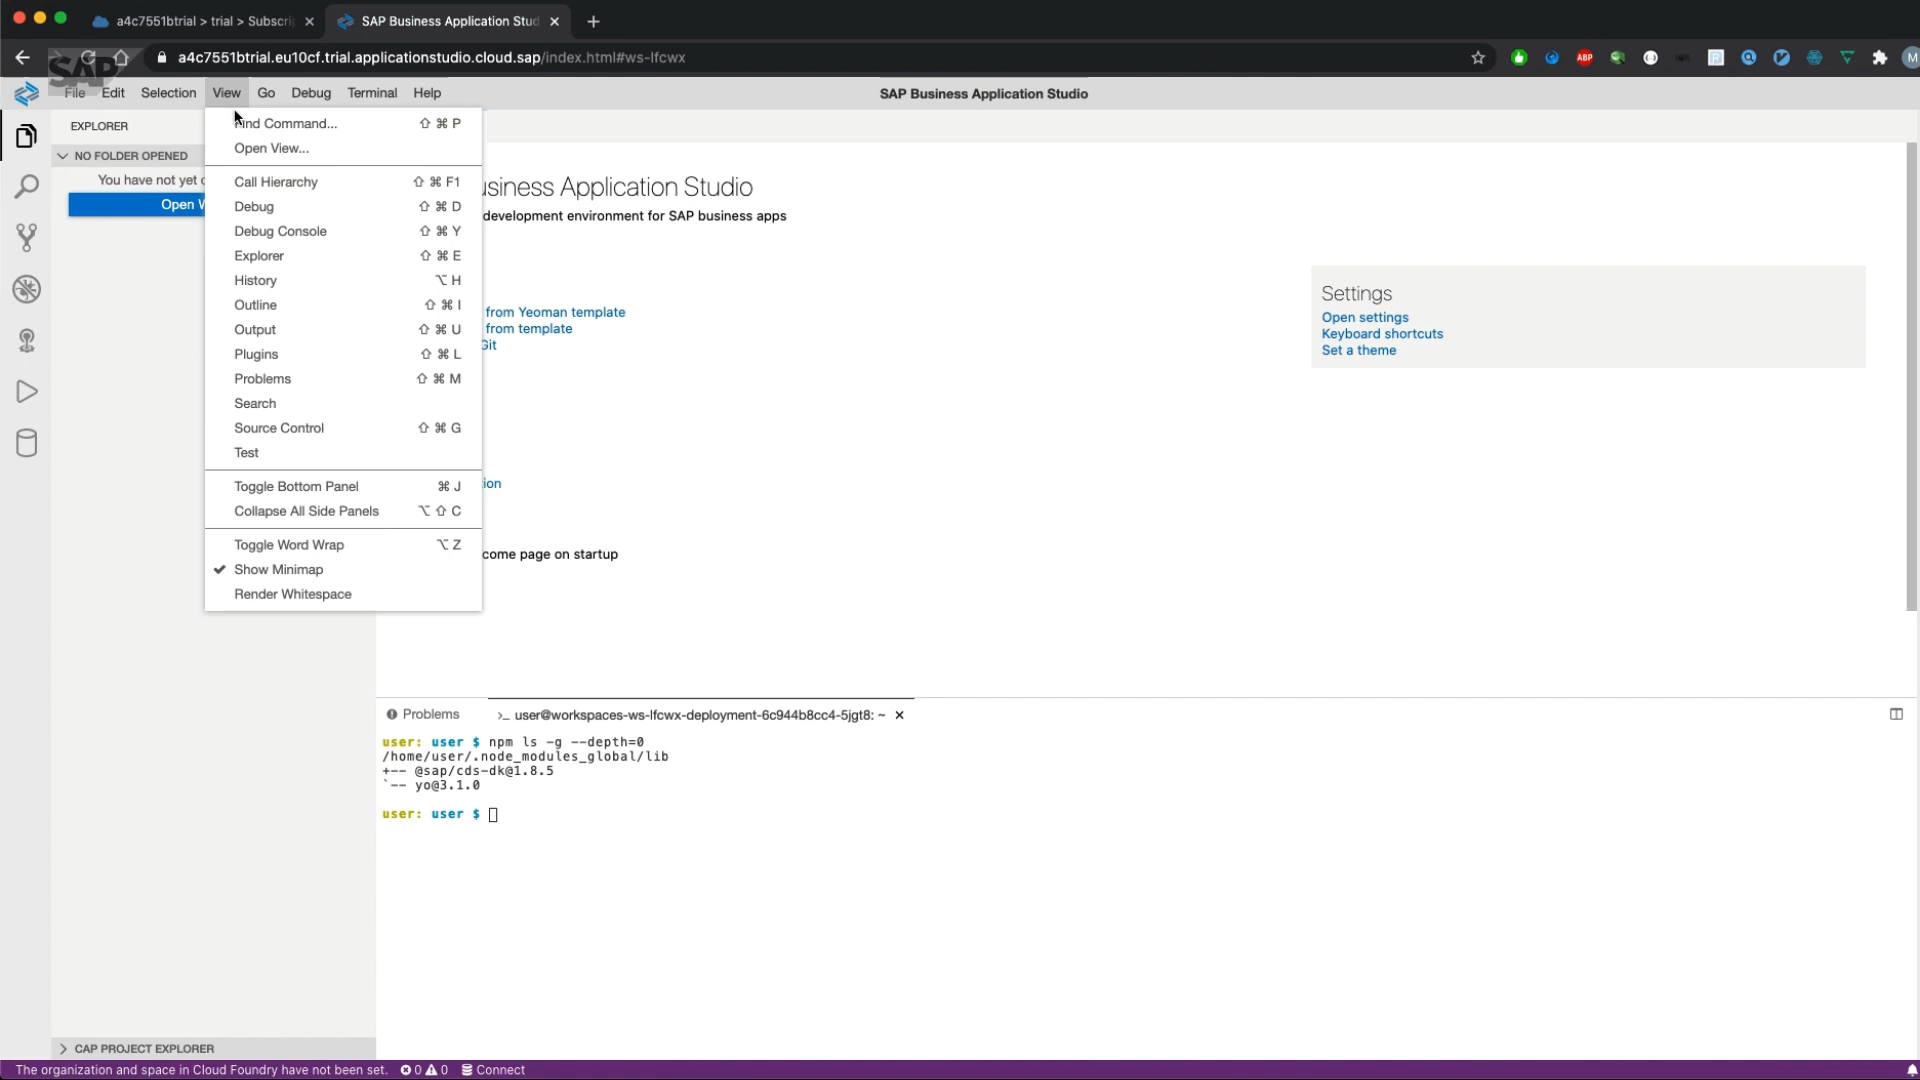 a4c7551btrial > trial > Subscri
SAP Business Application Stud
a4c7551btrial.eu10cf.trial.applicationstudio.cloud.sap/index.html#ws-lfcwx
ABP
M
SAP
File Edit Selection View Go Debug Terminal Help
SAP Business Application Studio
EXPLORER
NO FOLDER OPENED
You have not yet
Open W
Find Command... ⇧ ⌘ P
Open View...
Call Hierarchy ⇧ ⌘ F1
Debug ⇧ ⌘ D
Debug Console ⇧ ⌘ Y
Explorer ⇧ ⌘ E
History ⌥ H
Outline ⇧ ⌘ I
Output ⇧ ⌘ U
Plugins ⇧ ⌘ L
Problems ⇧ ⌘ M
Search
Source Control ⇧ ⌘ G
Test
Toggle Bottom Panel ⌘ J
Collapse All Side Panels ⌥ ⇧ C
Toggle Word Wrap ⌥ Z
Show Minimap
Render Whitespace
usiness Application Studio
development environment for SAP business apps
from Yeoman template
from template
Git
tion
come page on startup
Settings
Open settings
Keyboard shortcuts
Set a theme
Problems
>_ user@workspaces-ws-lfcwx-deployment-6c944b8cc4-5jgt8: ~
user: user $ npm ls -g --depth=0
/home/user/.node_modules_global/lib
+-- @sap/cds-dk@1.8.5
`-- yo@3.1.0
user: user $
CAP PROJECT EXPLORER
The organization and space in Cloud Foundry have not been set. 0 0 Connect